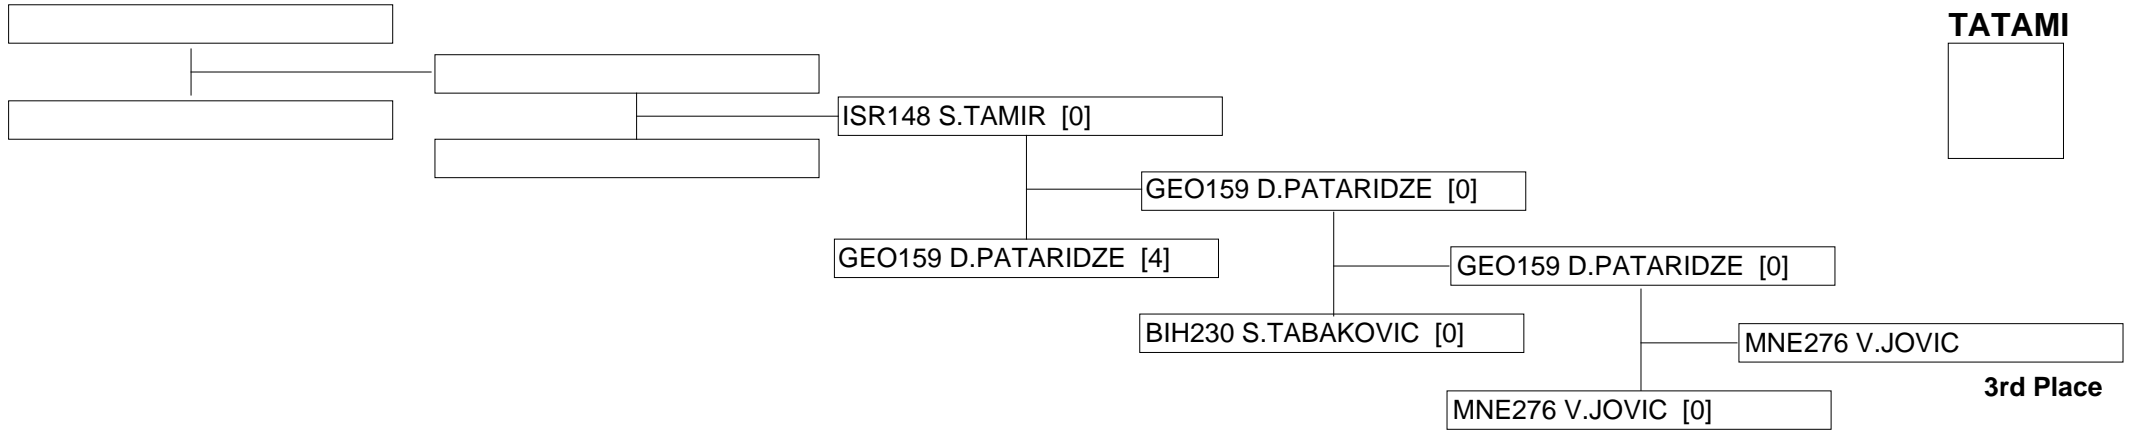 TATAMI
ISR148 S.TAMIR [0]
GEO159 D.PATARIDZE [0]
GEO159 D.PATARIDZE [4]
GEO159 D.PATARIDZE [0]
BIH230 S.TABAKOVIC [0]
MNE276 V.JOVIC
3rd Place
MNE276 V.JOVIC [0]